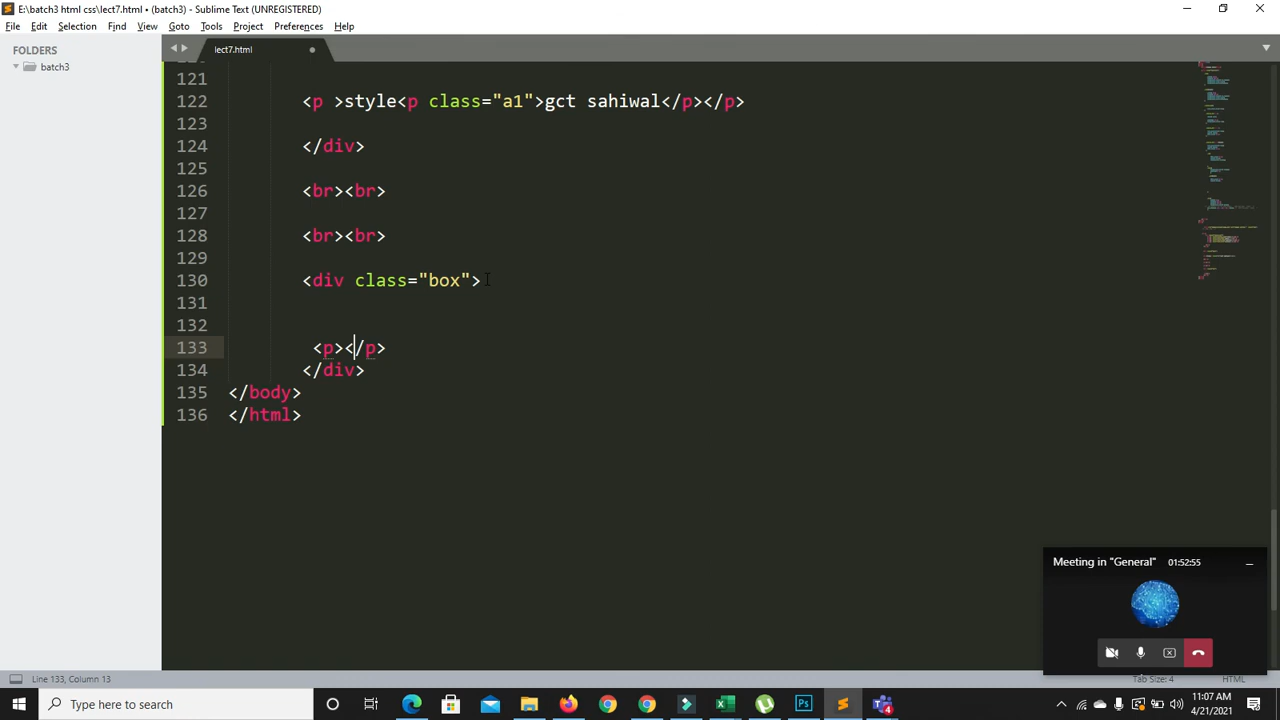 E:\batch3 html css\lect7.html • (batch3) - Sublime Text (UNREGISTERED)
File Edit Selection Find View Goto Tools Project Preferences Help
FOLDERS
batch3
lect7.html
121
122 <p >style<p class="a1">gct sahiwal</p></p>
123
124 </div>
125
126 <br><br>
127
128 <br><br>
129
130 <div class="box">
131
132
133 <p></p>
134 </div>
135 </body>
136 </html>
Meeting in "General" 01:52:55
Line 133, Column 13
Tab Size: 4
HTML
Type here to search
11:07 AM
4/21/2021